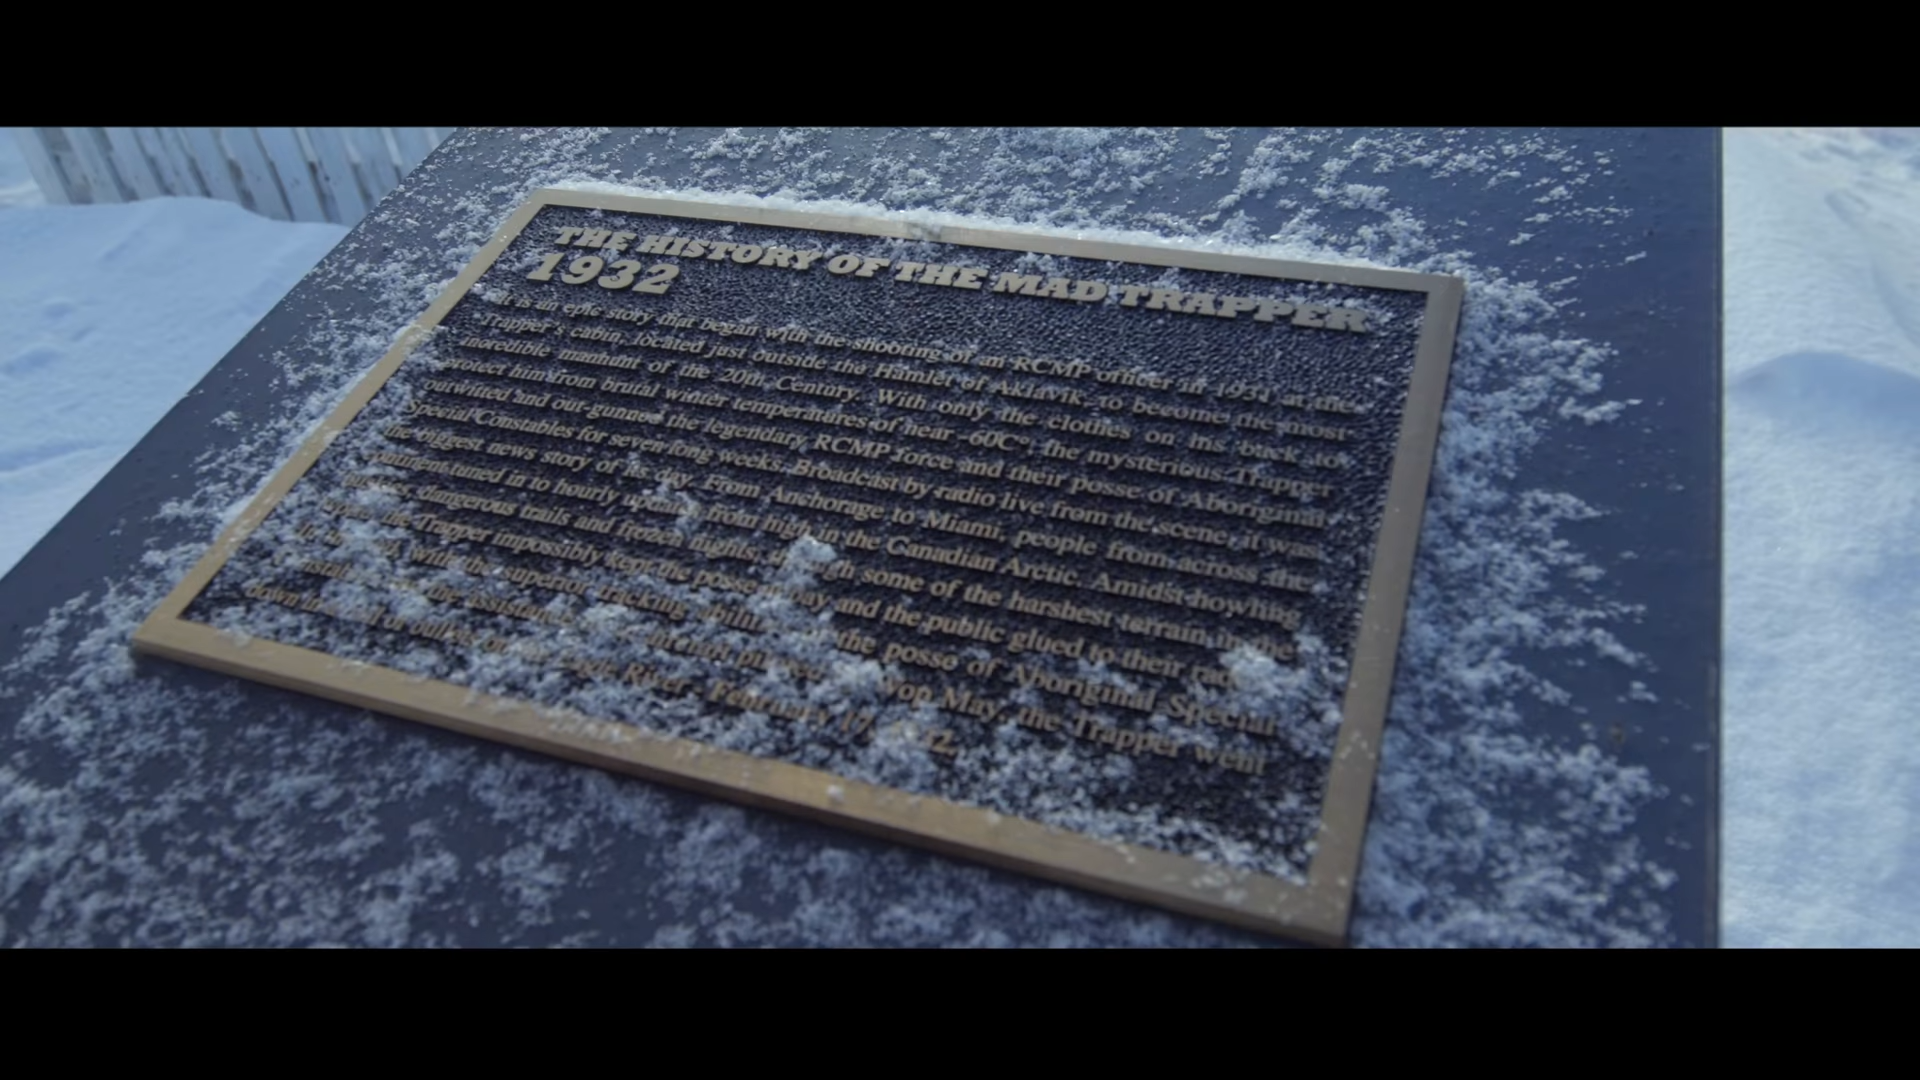 THE HISTORY OF THE MAD TRAPPER
1932
It is an epic story that began with the shooting of an RCMP officer in 1931 at the
Trapper's cabin, located just outside the Hamlet of Aklavik, to become the most
incredible manhunt of the 20th Century. With only the clothes on his back to
protect him from brutal winter temperatures of near -60C°, the mysterious Trapper
outwitted and out-gunned the legendary RCMP force and their posse of Aboriginal
Special Constables for seven long weeks. Broadcast by radio live from the scene, it was
the biggest news story of its day. From Anchorage to Miami, people from across the
continent tuned in to hourly updates from high in the Canadian Arctic. Amidst howling
dangerous trails and frozen nights, through some of the harshest terrain in the
the Trapper impossibly kept the posse at bay and the public glued to their
with the superior tracking the posse of Aboriginal Special
the assistance Wop May, the Trapper went
down in Eagle River - February 17, 1932.